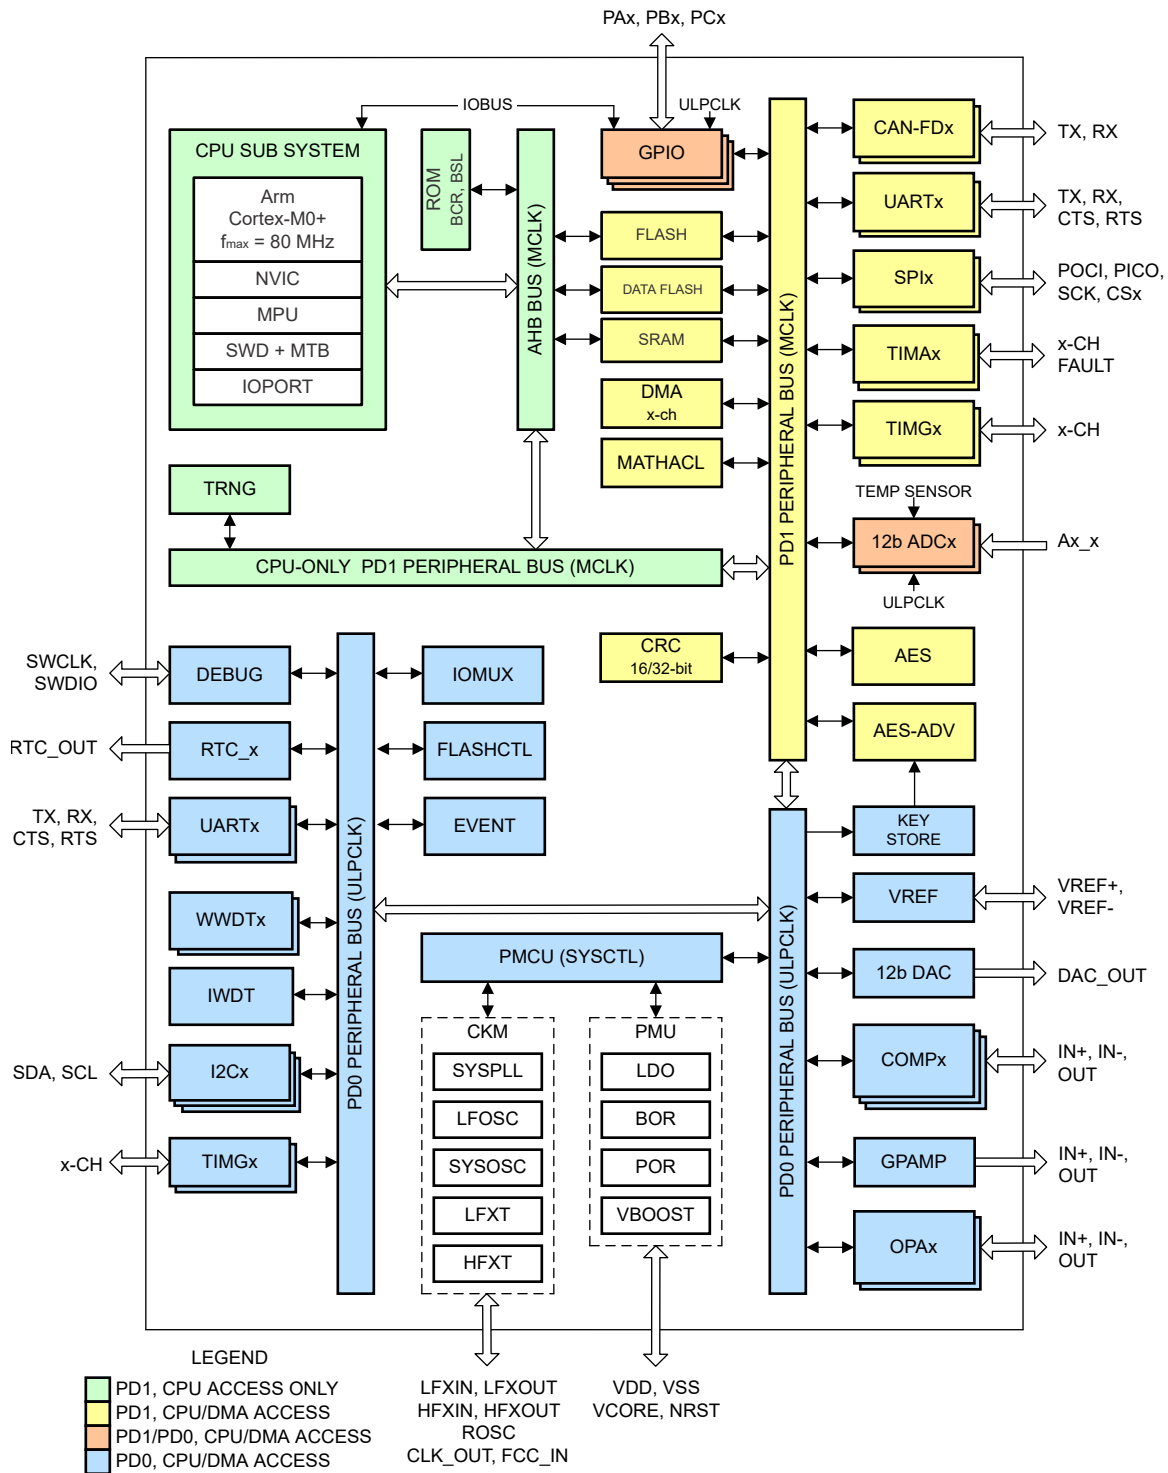 PAx, PBx, PCx
IOBUS
ULPCLK
CPU SUB SYSTEM
Arm
Cortex-M0+
fmax = 80 MHz
NVIC
MPU
SWD + MTB
IOPORT
ROM
BCR, BSL
AHB BUS (MCLK)
GPIO
FLASH
DATA FLASH
SRAM
DMA
x-ch
MATHACL
PD1 PERIPHERAL BUS (MCLK)
CAN-FDx
TX, RX
UARTx
TX, RX,
CTS, RTS
SPIx
POCI, PICO,
SCK, CSx
TIMAx
x-CH
FAULT
TIMGx
x-CH
TEMP SENSOR
12b ADCx
Ax_x
ULPCLK
TRNG
CPU-ONLY PD1 PERIPHERAL BUS (MCLK)
CRC
16/32-bit
AES
AES-ADV
SWCLK,
SWDIO
DEBUG
RTC_OUT
RTC_x
TX, RX,
CTS, RTS
UARTx
WWDTx
IWDT
SDA, SCL
I2Cx
x-CH
TIMGx
PD0 PERIPHERAL BUS (ULPCLK)
IOMUX
FLASHCTL
EVENT
PMCU (SYSCTL)
CKM
SYSPLL
LFOSC
SYSOSC
LFXT
HFXT
PMU
LDO
BOR
POR
VBOOST
PD0 PERIPHERAL BUS (ULPCLK)
KEY
STORE
VREF
VREF+,
VREF-
12b DAC
DAC_OUT
COMPx
IN+, IN-,
OUT
GPAMP
IN+, IN-,
OUT
OPAx
IN+, IN-,
OUT
LEGEND
PD1, CPU ACCESS ONLY
PD1, CPU/DMA ACCESS
PD1/PD0, CPU/DMA ACCESS
PD0, CPU/DMA ACCESS
LFXIN, LFXOUT
HFXIN, HFXOUT
ROSC
CLK_OUT, FCC_IN
VDD, VSS
VCORE, NRST